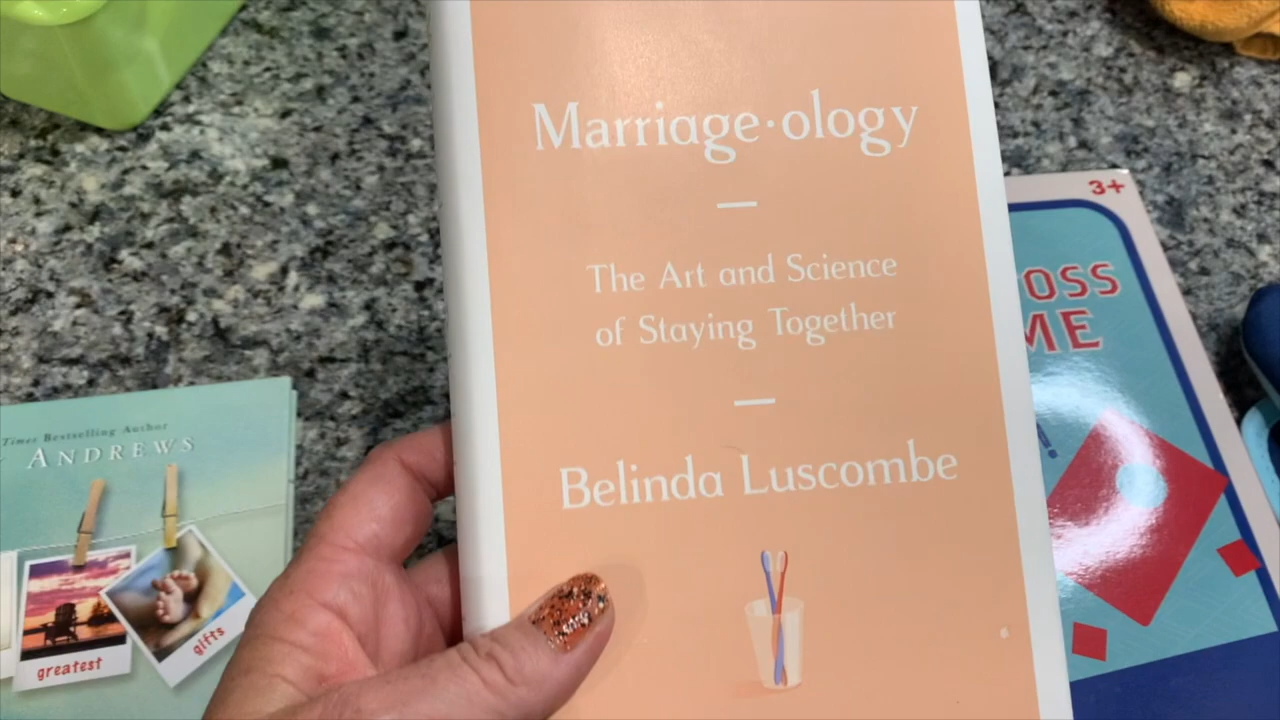 Marriage·ology
The Art and Science
of Staying Together
Belinda Luscombe
Times Bestselling Author
ANDREWS
greatest
gifts
3+
OSS
ME